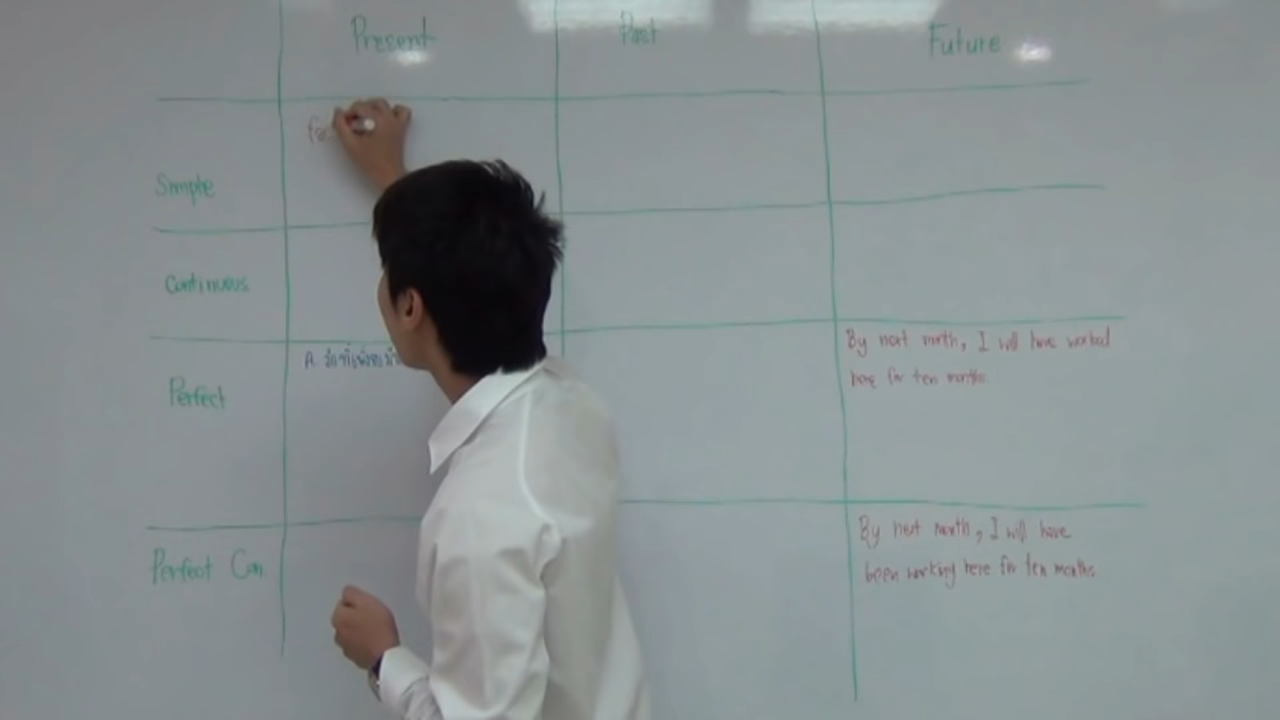 Present Past Future
Simple
Continuous
Perfect
By next month, I will have worked
here for ten months.
Perfect Con
By next month, I will have
been working here for ten months.